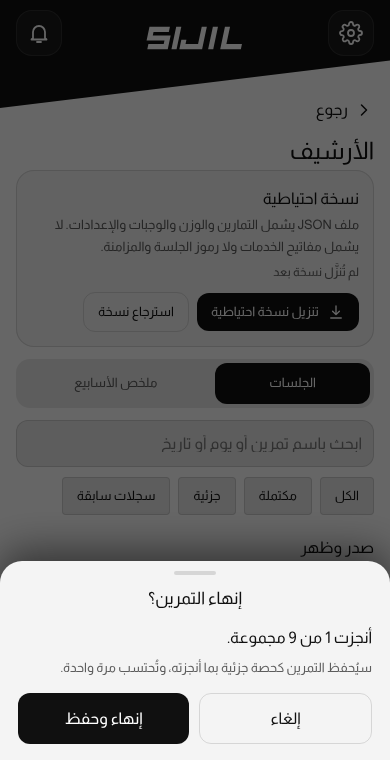 SIJIL
رجوع
الأرشيف
نسخة احتياطية
ملف JSON يشمل التمارين والوزن والوجبات والإعدادات. لا
يشمل مفاتيح الخدمات ولا رموز الجلسة والمزامنة.
لم تُنزَّل نسخة بعد
تنزيل نسخة احتياطية
استرجاع نسخة
الجلسات
ملخص الأسابيع
ابحث باسم تمرين أو يوم أو تاريخ
الكل
مكتملة
جزئية
سجلات سابقة
صدر وظهر
إنهاء التمرين؟
أنجزت 1 من 9 مجموعة.
سيُحفظ التمرين كحصة جزئية بما أنجزته، وتُحتسب مرة واحدة.
إلغاء
إنهاء وحفظ